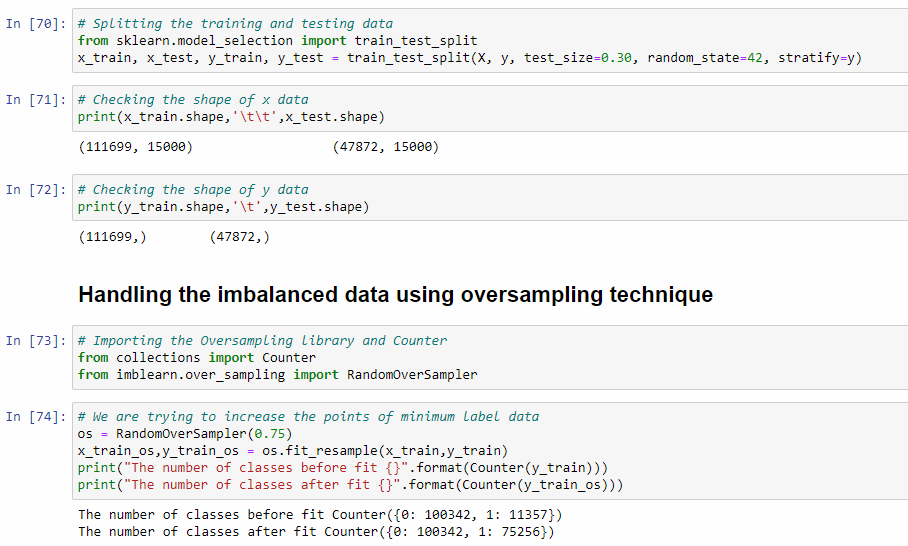 In [70]: # Splitting the training and testing data
from sklearn.model_selection import train_test_split
x_train, x_test, y_train, y_test = train_test_split(X, y, test_size=0.30, random_state=42, stratify=y)
In [71]: # Checking the shape of x data
print(x_train.shape,'\t\t',x_test.shape)
(111699, 15000) (47872, 15000)
In [72]: # Checking the shape of y data
print(y_train.shape,'\t',y_test.shape)
(111699,) (47872,)
Handling the imbalanced data using oversampling technique
In [73]: # Importing the Oversampling library and Counter
from collections import Counter
from imblearn.over_sampling import RandomOverSampler
In [74]: # We are trying to increase the points of minimum label data
os = RandomOverSampler(0.75)
x_train_os,y_train_os = os.fit_resample(x_train,y_train)
print("The number of classes before fit {}".format(Counter(y_train)))
print("The number of classes after fit {}".format(Counter(y_train_os)))
The number of classes before fit Counter({0: 100342, 1: 11357})
The number of classes after fit Counter({0: 100342, 1: 75256})